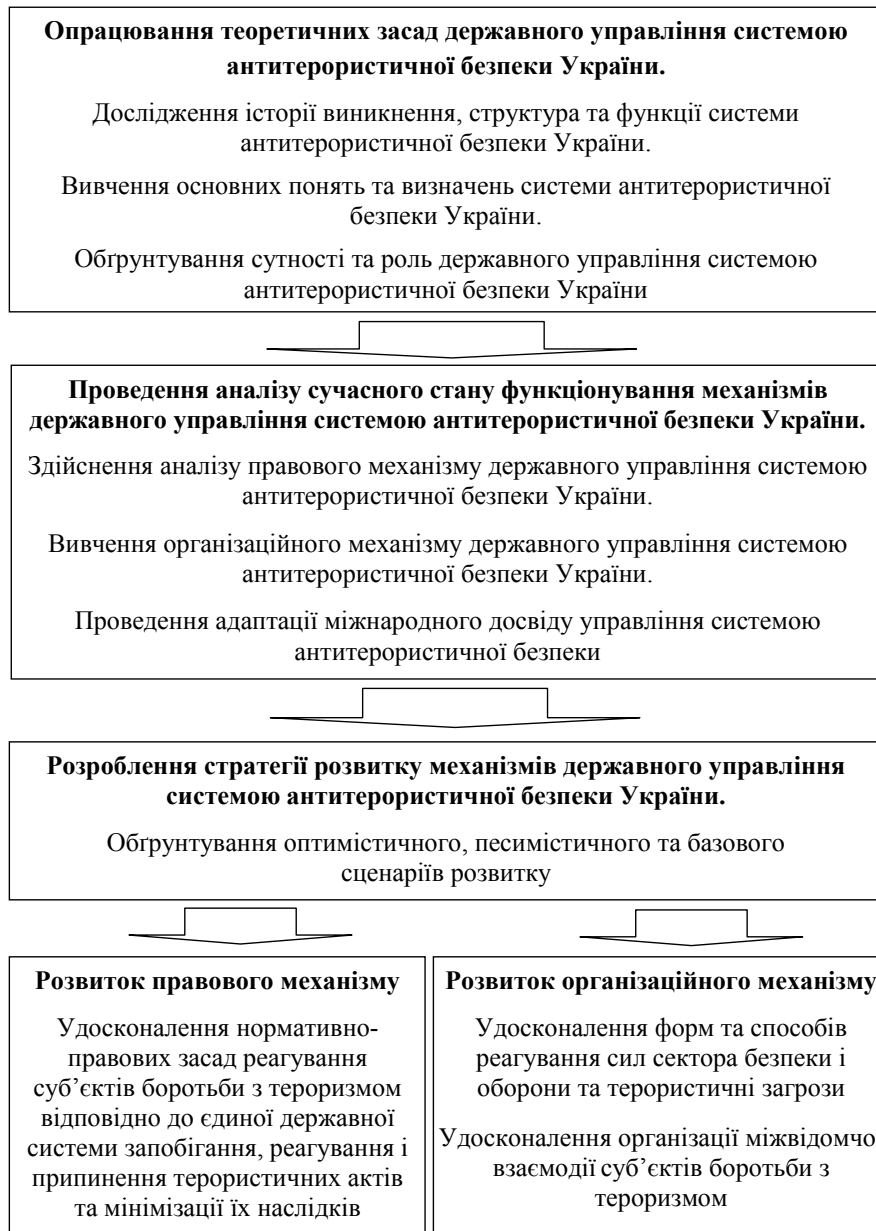 Опрацювання теоретичних засад державного управління системою
антитерористичної безпеки України.
Дослідження історії виникнення, структура та функції системи
антитерористичної безпеки України.
Вивчення основних понять та визначень системи антитерористичної
безпеки України.
Обґрунтування сутності та роль державного управління системою
антитерористичної безпеки України
Проведення аналізу сучасного стану функціонування механізмів
державного управління системою антитерористичної безпеки України.
Здійснення аналізу правового механізму державного управління системою
антитерористичної безпеки України.
Вивчення організаційного механізму державного управління системою
антитерористичної безпеки України.
Проведення адаптації міжнародного досвіду управління системою
антитерористичної безпеки
Розроблення стратегії розвитку механізмів державного управління
системою антитерористичної безпеки України.
Обґрунтування оптимістичного, песимістичного та базового
сценаріїв розвитку
Розвиток правового механізму
Удосконалення нормативно-
правових засад реагування
суб’єктів боротьби з тероризмом
відповідно до єдиної державної
системи запобігання, реагування і
припинення терористичних актів
та мінімізації їх наслідків
Розвиток організаційного механізму
Удосконалення форм та способів
реагування сил сектора безпеки і
оборони та терористичні загрози
Удосконалення організації міжвідомчо
взаємодії суб’єктів боротьби з
тероризмом